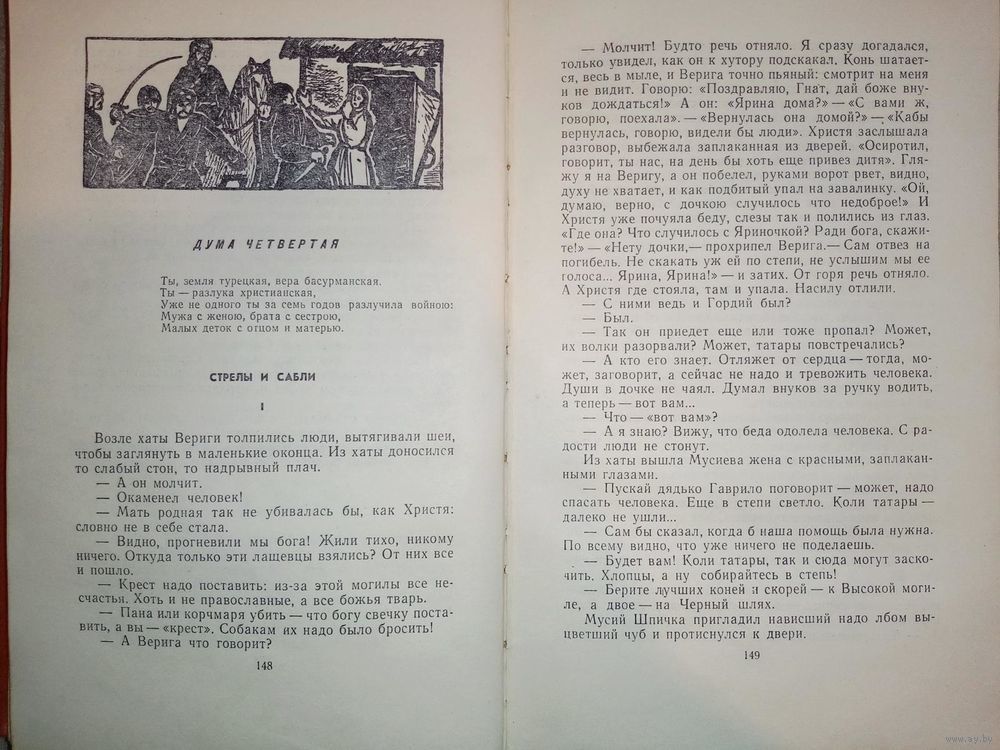 ДУМА ЧЕТВЕРТАЯ
Ты, земля турецкая, вера басурманская,
Ты — разлука христианская,
Уже не одного ты за семь годов разлучила войною:
Мужа с женою, брата с сестрою,
Малых деток с отцом и матерью.
СТРЕЛЫ И САБЛИ
I
Возле хаты Вериги толпились люди, вытягивали шеи,
чтобы заглянуть в маленькие оконца. Из хаты доносился
то слабый стон, то надрывный плач.
— А он молчит.
— Окаменел человек!
— Мать родная так не убивалась бы, как Христя:
словно не в себе стала.
— Видно, прогневили мы бога! Жили тихо, никому
ничего. Откуда только эти лащевцы взялись? От них все
и пошло.
— Крест надо поставить: из-за этой могилы все не-
счастья. Хоть и не православные, а все божья тварь.
— Пана или корчмаря убить — что богу свечку поста-
вить, а вы — «крест». Собакам их надо было бросить!
— А Верига что говорит?
148
— Молчит! Будто речь отняло. Я сразу догадался,
только увидел, как он к хутору подскакал. Конь шатает-
ся, весь в мыле, и Верига точно пьяный: смотрит на меня
и не видит. Говорю: «Поздравляю, Гнат, дай боже вну-
ков дождаться!» А он: «Ярина дома?» — «С вами ж,
говорю, поехала». — «Вернулась она домой?» — «Кабы
вернулась, говорю, видели бы люди». Христя заслышала
разговор, выбежала заплаканная из дверей. «Осиротил,
говорит, ты нас, на день бы хоть еще привез дитя». Гля-
жу я на Веригу, а он побелел, руками ворот рвет, видно,
духу не хватает, и как подбитый упал на завалинку. «Ой,
думаю, верно, с дочкою случилось что недоброе!» И
Христя уже почуяла беду, слезы так и полились из глаз.
«Где она? Что случилось с Яриночкой? Ради бога, скажи-
те!» — «Нету дочки,— прохрипел Верига.— Сам отвез на
погибель. Не скакать уж ей по степи, не услышим мы ее
голоса... Ярина, Ярина!» — и затих. От горя речь отняло.
А Христя где стояла, там и упала. Насилу отлили.
— С ними ведь и Гордий был?
— Был.
— Так он приедет еще или тоже пропал? Может,
их волки разорвали? Может, татары повстречались?
— А кто его знает. Отляжет от сердца — тогда, мо-
жет, заговорит, а сейчас не надо и тревожить человека.
Души в дочке не чаял. Думал внуков за ручку водить,
а теперь — вот вам...
— Что — «вот вам»?
— А я знаю? Вижу, что беда одолела человека. С ра-
дости люди не стонут.
Из хаты вышла Мусиева жена с красными, заплакан-
ными глазами.
— Пускай дядько Гаврило поговорит — может, надо
спасать человека. Еще в степи светло. Коли татары —
далеко не ушли...
— Сам бы сказал, когда б наша помощь была нужна.
По всему видно, что уже ничего не поделаешь.
— Будет вам! Коли татары, так и сюда могут заско-
чить. Хлопцы, а ну собирайтесь в степь!
— Берите лучших коней и скорей — к Высокой моги-
ле, а двое — на Черный шлях.
Мусий Шпичка пригладил нависший надо лбом вы-
цветший чуб и протиснулся к двери.
149
www.ay.by